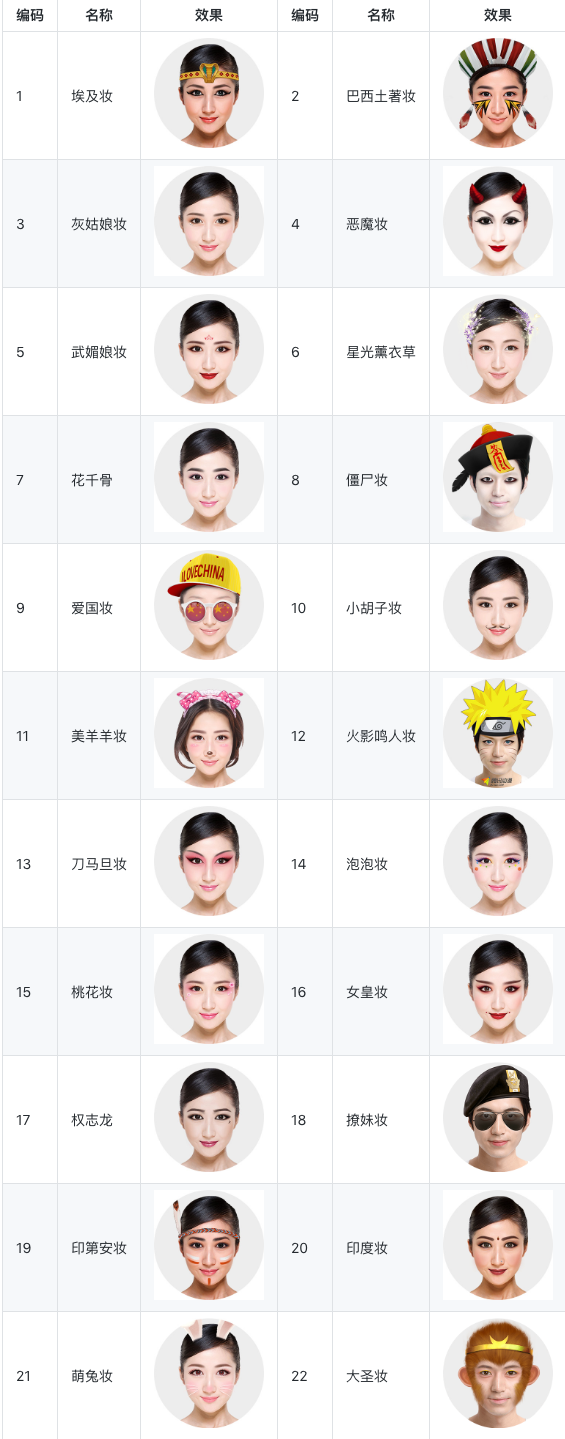 编码 名称 效果 编码 名称 效果
1 埃及妆 2 巴西土著妆
3 灰姑娘妆 4 恶魔妆
5 武媚娘妆 6 星光薰衣草
7 花千骨 8 僵尸妆
9 爱国妆 10 小胡子妆
ILOVECHINA
11 美羊羊妆 12 火影鸣人妆
13 刀马旦妆 14 泡泡妆
15 桃花妆 16 女皇妆
17 权志龙 18 撩妹妆
19 印第安妆 20 印度妆
21 萌兔妆 22 大圣妆